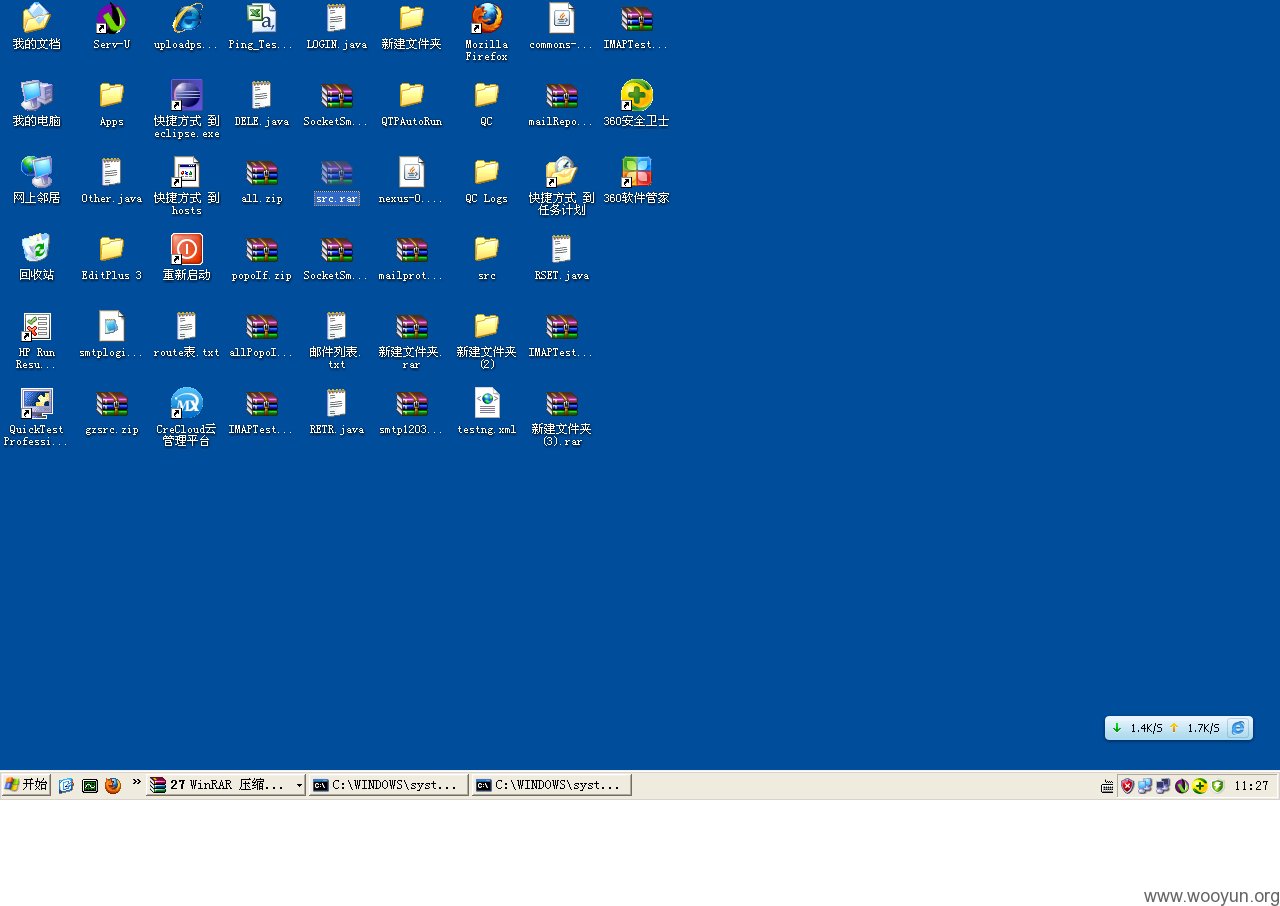 我的文档
Serv-U
uploadps...
Ping_Tes...
LOGIN.java
新建文件夹
Mozilla
Firefox
commons-...
IMAPTest...
我的电脑
Apps
快捷方式 到
eclipse.exe
DELE.java
SocketSm...
QTPAutoRun
QC
mailRepo...
360安全卫士
网上邻居
Other.java
快捷方式 到
hosts
all.zip
src.rar
nexus-0....
QC Logs
快捷方式 到
任务计划
360软件管家
回收站
EditPlus 3
重新启动
popoIf.zip
SocketSm...
mailprot...
src
RSET.java
HP Run
Resu...
smtplogi...
route表.txt
allPopoI...
邮件列表.
txt
新建文件夹.
rar
新建文件夹
(2)
IMAPTest...
QuickTest
Professi...
gzsrc.zip
CreCloud云
管理平台
IMAPTest...
RETR.java
smtp1203...
testng.xml
新建文件夹
(3).rar
1.4K/S 1.7K/S
开始 » 27 WinRAR 压缩... C:\WINDOWS\syst... C:\WINDOWS\syst... 11:27
www.wooyun.org